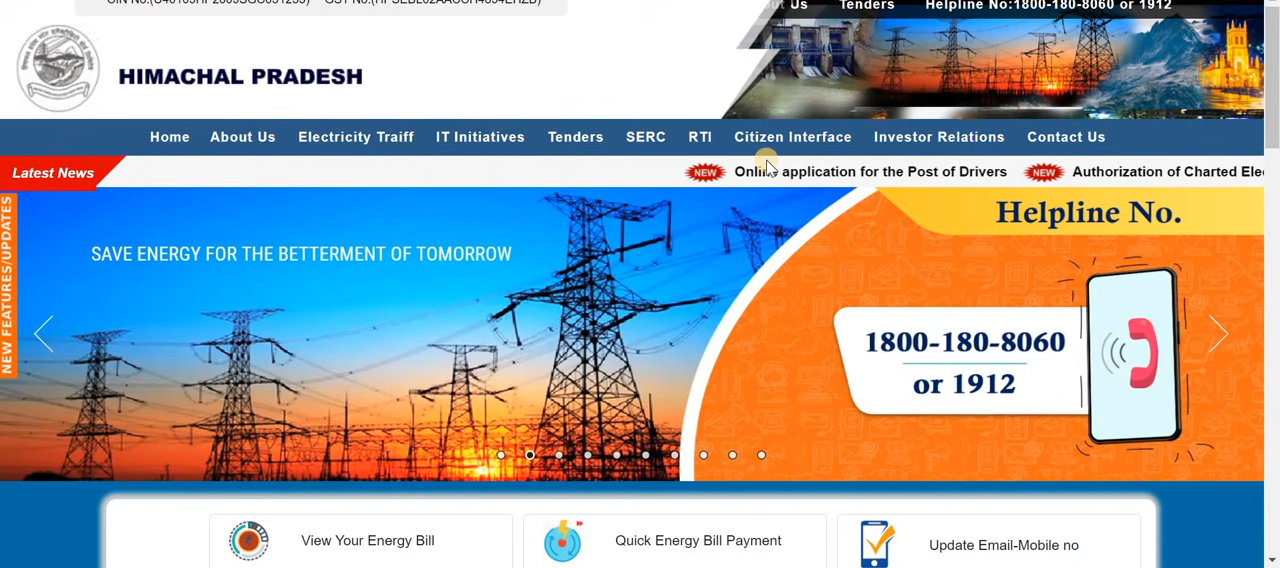 Tenders
Helpline No:1800-180-8060 or 1912
HIMACHAL PRADESH
Home About Us Electricity Traiff IT Initiatives Tenders SERC RTI Citizen Interface Investor Relations Contact Us
Latest News
NEW Online application for the Post of Drivers NEW Authorization of Charted
NEW FEATURES/UPDATES
SAVE ENERGY FOR THE BETTERMENT OF TOMORROW
Helpline No.
1800-180-8060
or 1912
View Your Energy Bill
Quick Energy Bill Payment
Update Email-Mobile no